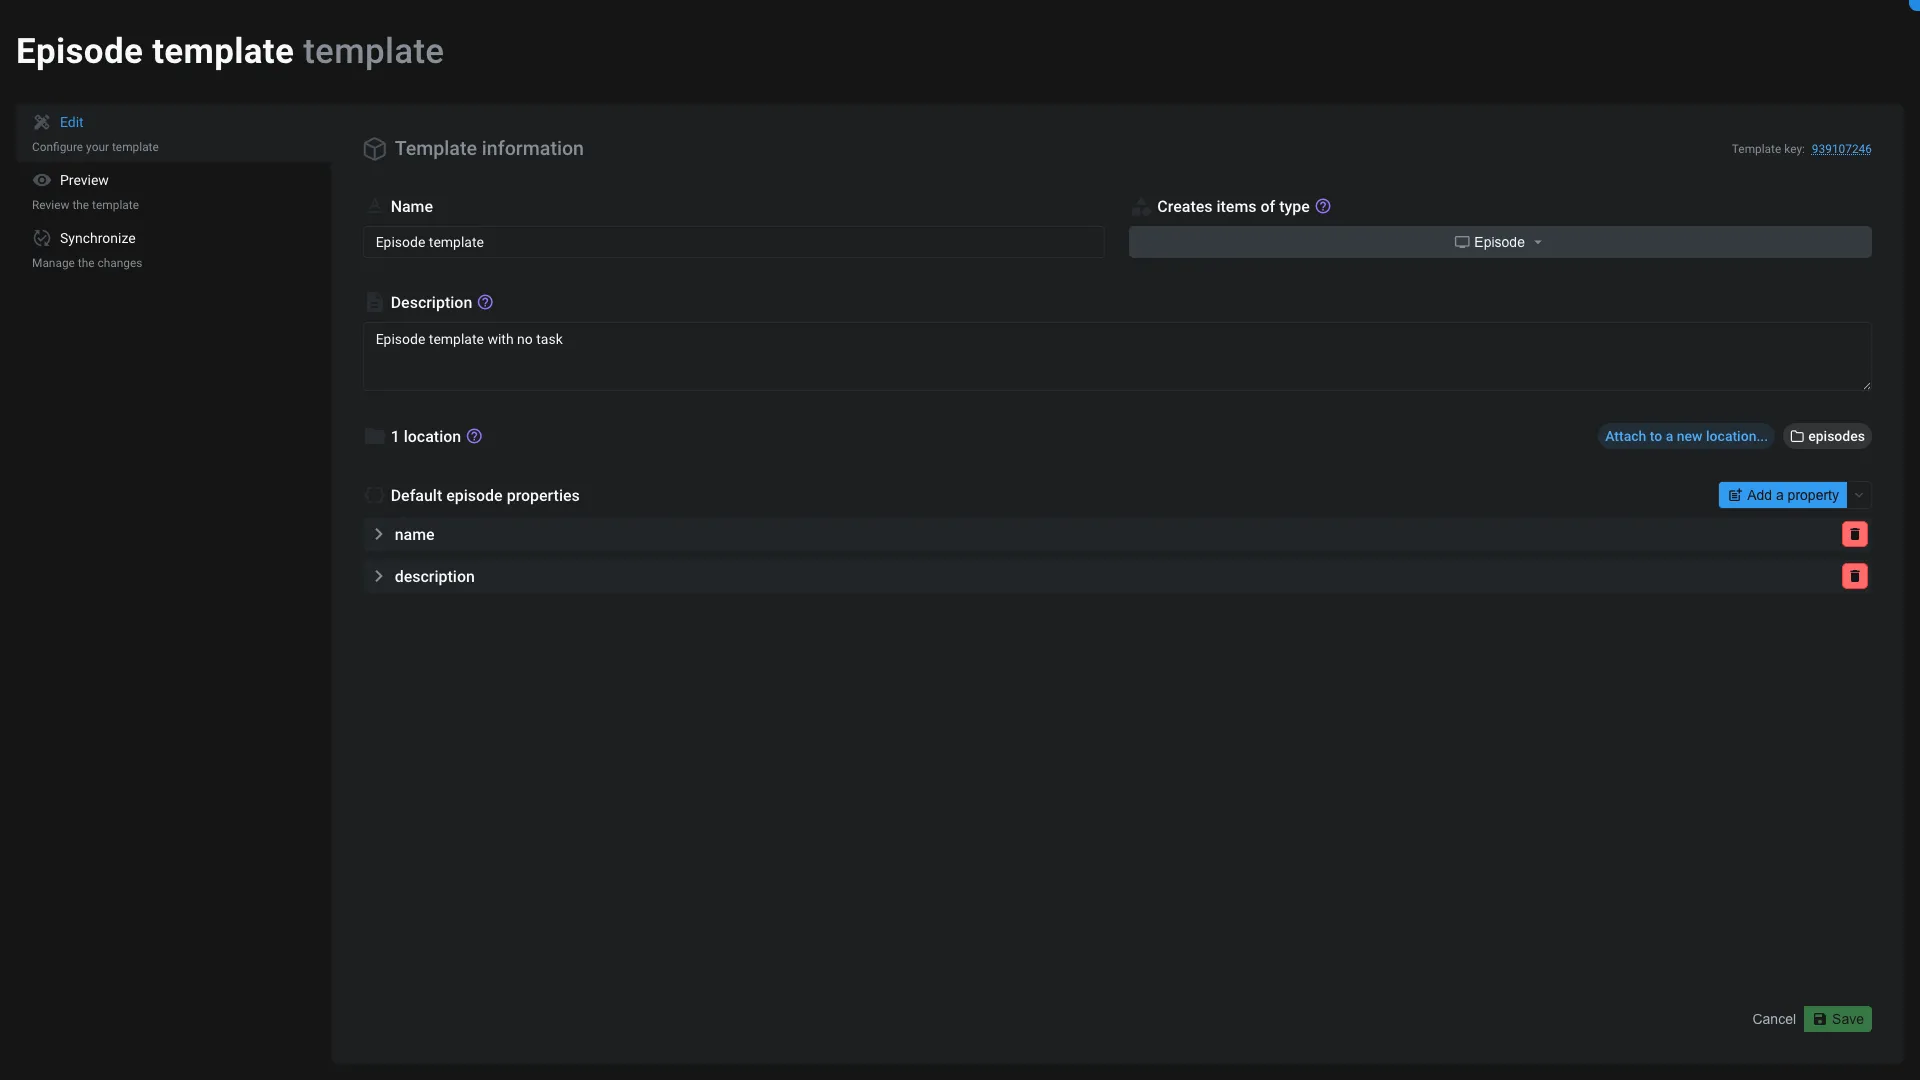 Episode template template
Edit
Configure your template
Preview
Review the template
Synchronize
Manage the changes
Template information
Template key: 939107246
Name
Episode template
Creates items of type
Episode
Description
Episode template with no task
1 location
Attach to a new location...
episodes
Default episode properties
Add a property
name
description
Cancel
Save